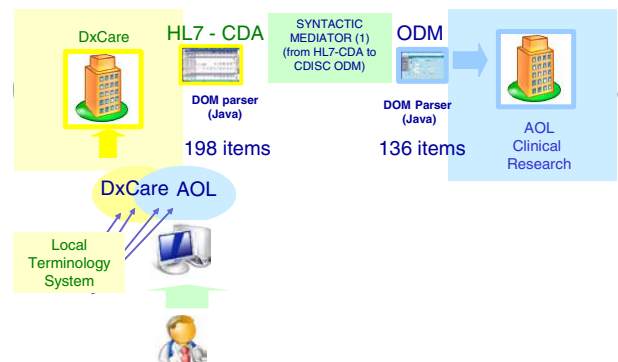 DxCare
HL7 - CDA
SYNTACTIC
MEDIATOR (1)
(from HL7-CDA to
CDISC ODM)
ODM
DOM parser
(Java)
DOM Parser
(Java)
198 items
136 items
AOL
Clinical
Research
DxCare AOL
Local
Terminology
System